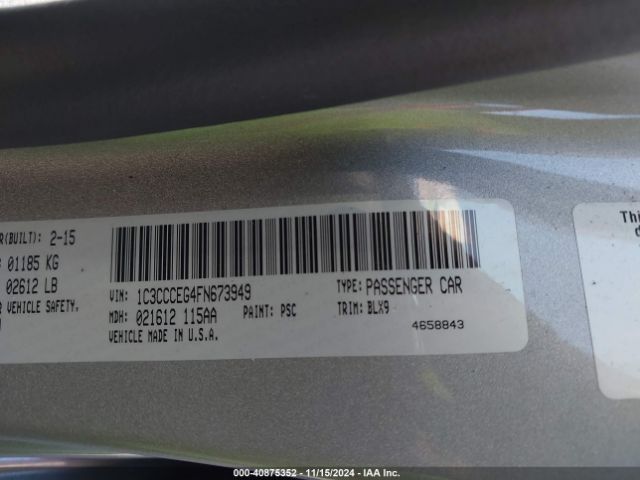 R(BUILT): 2-15
01185 KG
02612 LB
R VEHICLE SAFETY,
VIN: 1C3CCCEG4FN673949 TYPE: PASSENGER CAR
MDH: 021612 115AA PAINT: PSC TRIM: BLX9
VEHICLE MADE IN U.S.A. 4658843
Thi
d
000-40875352 - 11/15/2024 - IAA Inc.